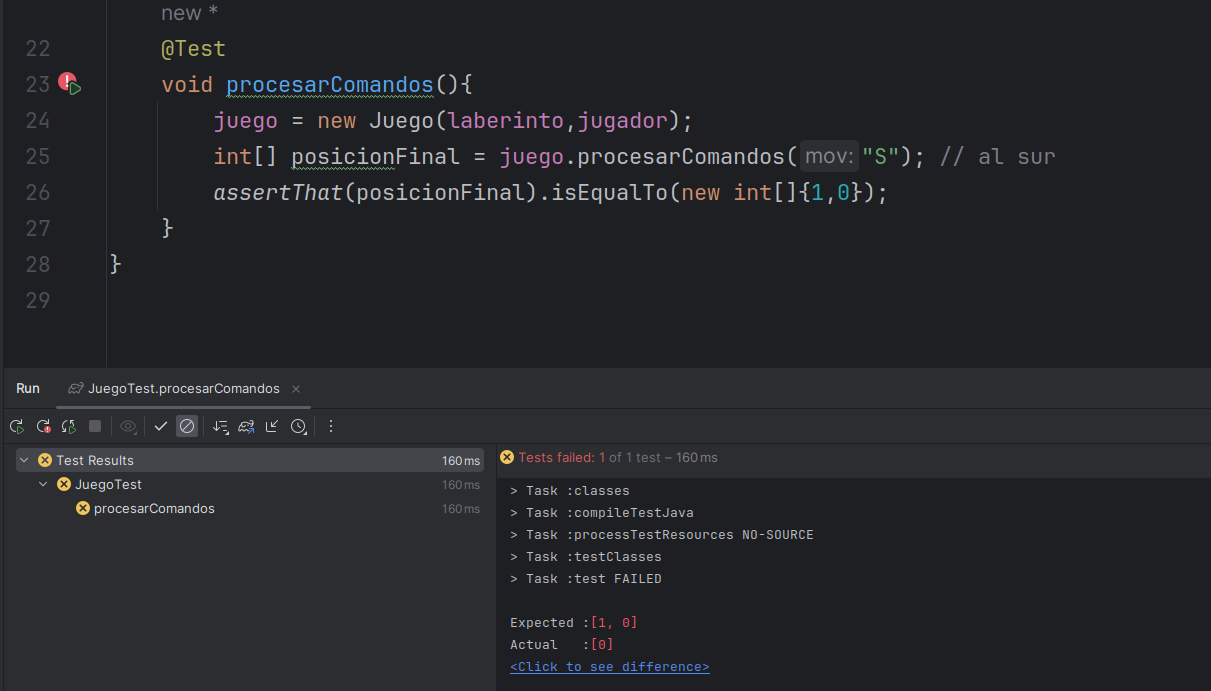 new *
22 @Test
23 void procesarComandos(){
24 juego = new Juego(laberinto,jugador);
25 int[] posicionFinal = juego.procesarComandos( mov: "S"); // al sur
26 assertThat(posicionFinal).isEqualTo(new int[]{1,0});
27 }
28 }
29
Run JuegoTest.procesarComandos ×
Test Results 160 ms
JuegoTest 160 ms
procesarComandos 160 ms
Tests failed: 1 of 1 test – 160 ms
> Task :classes
> Task :compileTestJava
> Task :processTestResources NO-SOURCE
> Task :testClasses
> Task :test FAILED
Expected :[1, 0]
Actual :[0]
<Click to see difference>